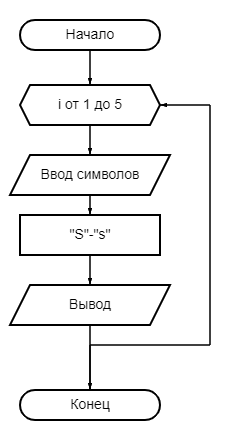 Начало
i от 1 до 5
Ввод символов
"S"-"s"
Вывод
Конец